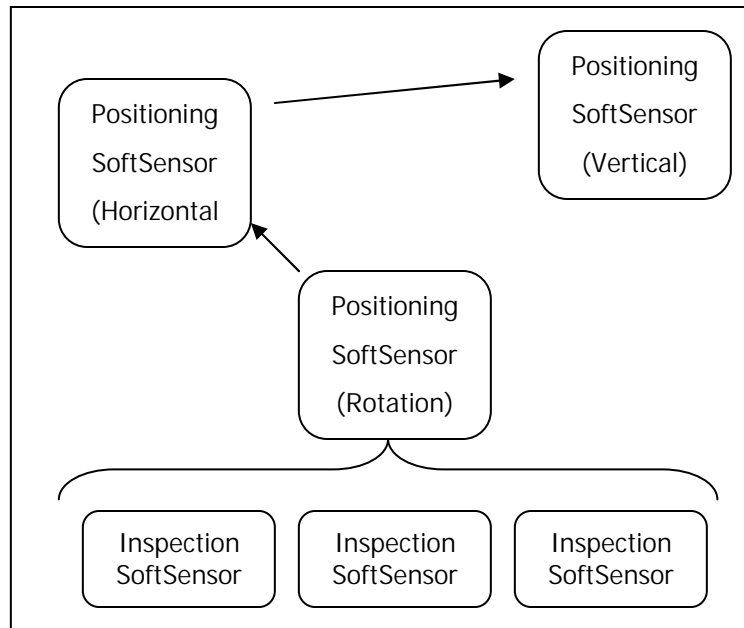 Positioning
SoftSensor
(Horizontal
Positioning
SoftSensor
(Vertical)
Positioning
SoftSensor
(Rotation)
Inspection
SoftSensor
Inspection
SoftSensor
Inspection
SoftSensor